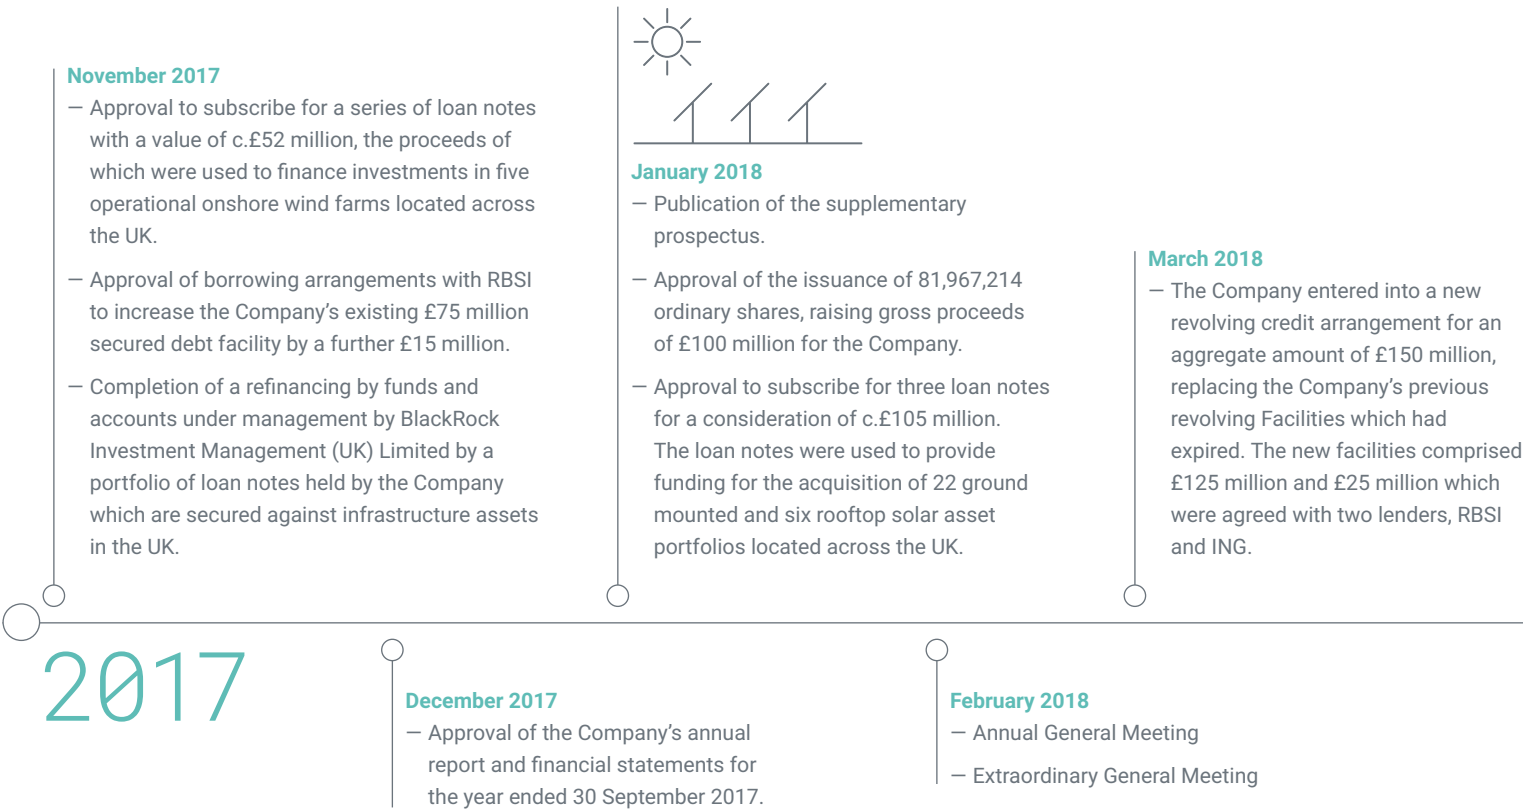 November 2017
— Approval to subscribe for a series of loan notes
with a value of c.£52 million, the proceeds of
which were used to finance investments in five
operational onshore wind farms located across
the UK.
— Approval of borrowing arrangements with RBSI
to increase the Company’s existing £75 million
secured debt facility by a further £15 million.
— Completion of a refinancing by funds and
accounts under management by BlackRock
Investment Management (UK) Limited by a
portfolio of loan notes held by the Company
which are secured against infrastructure assets
in the UK.
January 2018
— Publication of the supplementary
prospectus.
— Approval of the issuance of 81,967,214
ordinary shares, raising gross proceeds
of £100 million for the Company.
— Approval to subscribe for three loan notes
for a consideration of c.£105 million.
The loan notes were used to provide
funding for the acquisition of 22 ground
mounted and six rooftop solar asset
portfolios located across the UK.
March 2018
— The Company entered into a new
revolving credit arrangement for an
aggregate amount of £150 million,
replacing the Company’s previous
revolving Facilities which had
expired. The new facilities comprised
£125 million and £25 million which
were agreed with two lenders, RBSI
and ING.
2017
December 2017
— Approval of the Company’s annual
report and financial statements for
the year ended 30 September 2017.
February 2018
— Annual General Meeting
— Extraordinary General Meeting